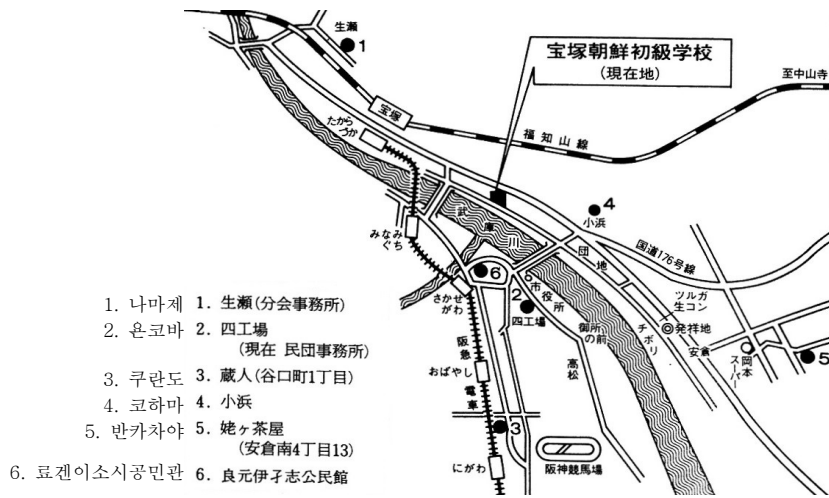 生瀬
1
宝塚朝鮮初級学校
(現在地)
至中山寺
宝塚
たから
づか
福知山線
4
小浜
みなみ
ぐち
武庫川
団地
国道176号線
6
市役所
2
四工場
さかせ
がわ
御所の前
ツルガ
生コン
発祥地
チボリ
安倉
岡本
スーパー
5
高松
阪急電車
おばやし
3
にがわ
阪神競馬場
1. 나마제 1. 生瀬(分会事務所)
2. 욘코바 2. 四工場
(現在 民団事務所)
3. 쿠란도 3. 蔵人(谷口町1丁目)
4. 코하마 4. 小浜
5. 반카차야 5. 姥ヶ茶屋
(安倉南4丁目13)
6. 료겐이소시공민관 6. 良元伊孑志公民館